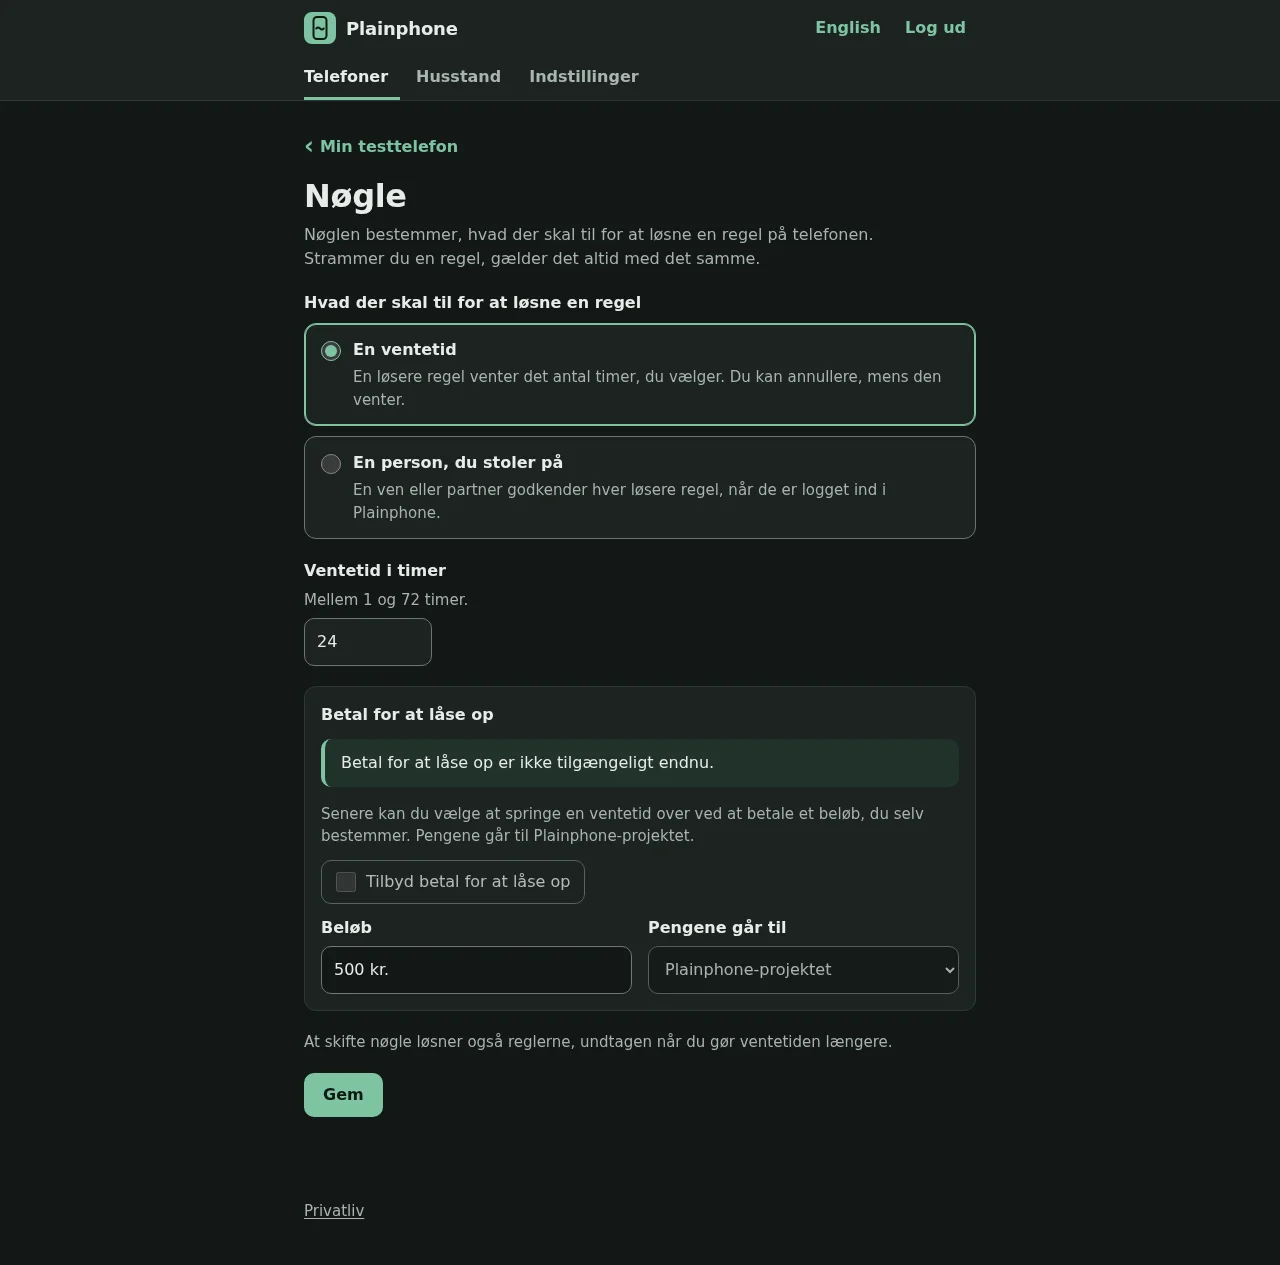 Plainphone
English
Log ud
Telefoner
Husstand
Indstillinger
‹ Min testtelefon
Nøgle
Nøglen bestemmer, hvad der skal til for at løsne en regel på telefonen.
Strammer du en regel, gælder det altid med det samme.
Hvad der skal til for at løsne en regel
En ventetid
En løsere regel venter det antal timer, du vælger. Du kan annullere, mens den
venter.
En person, du stoler på
En ven eller partner godkender hver løsere regel, når de er logget ind i
Plainphone.
Ventetid i timer
Mellem 1 og 72 timer.
24
Betal for at låse op
Betal for at låse op er ikke tilgængeligt endnu.
Senere kan du vælge at springe en ventetid over ved at betale et beløb, du selv
bestemmer. Pengene går til Plainphone-projektet.
Tilbyd betal for at låse op
Beløb
Pengene går til
500 kr.
Plainphone-projektet
At skifte nøgle løsner også reglerne, undtagen når du gør ventetiden længere.
Gem
Privatliv